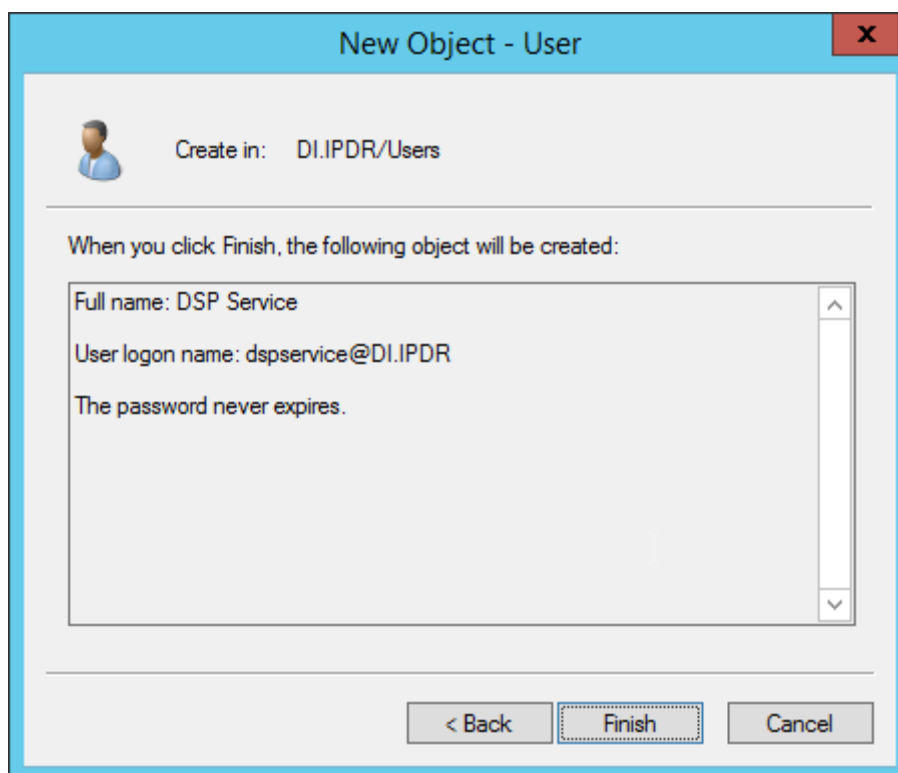 New Object - User
x
Create in: DI.IPDR/Users
When you click Finish, the following object will be created:
Full name: DSP Service
User logon name: dspservice@DI.IPDR
The password never expires.
< Back Finish Cancel